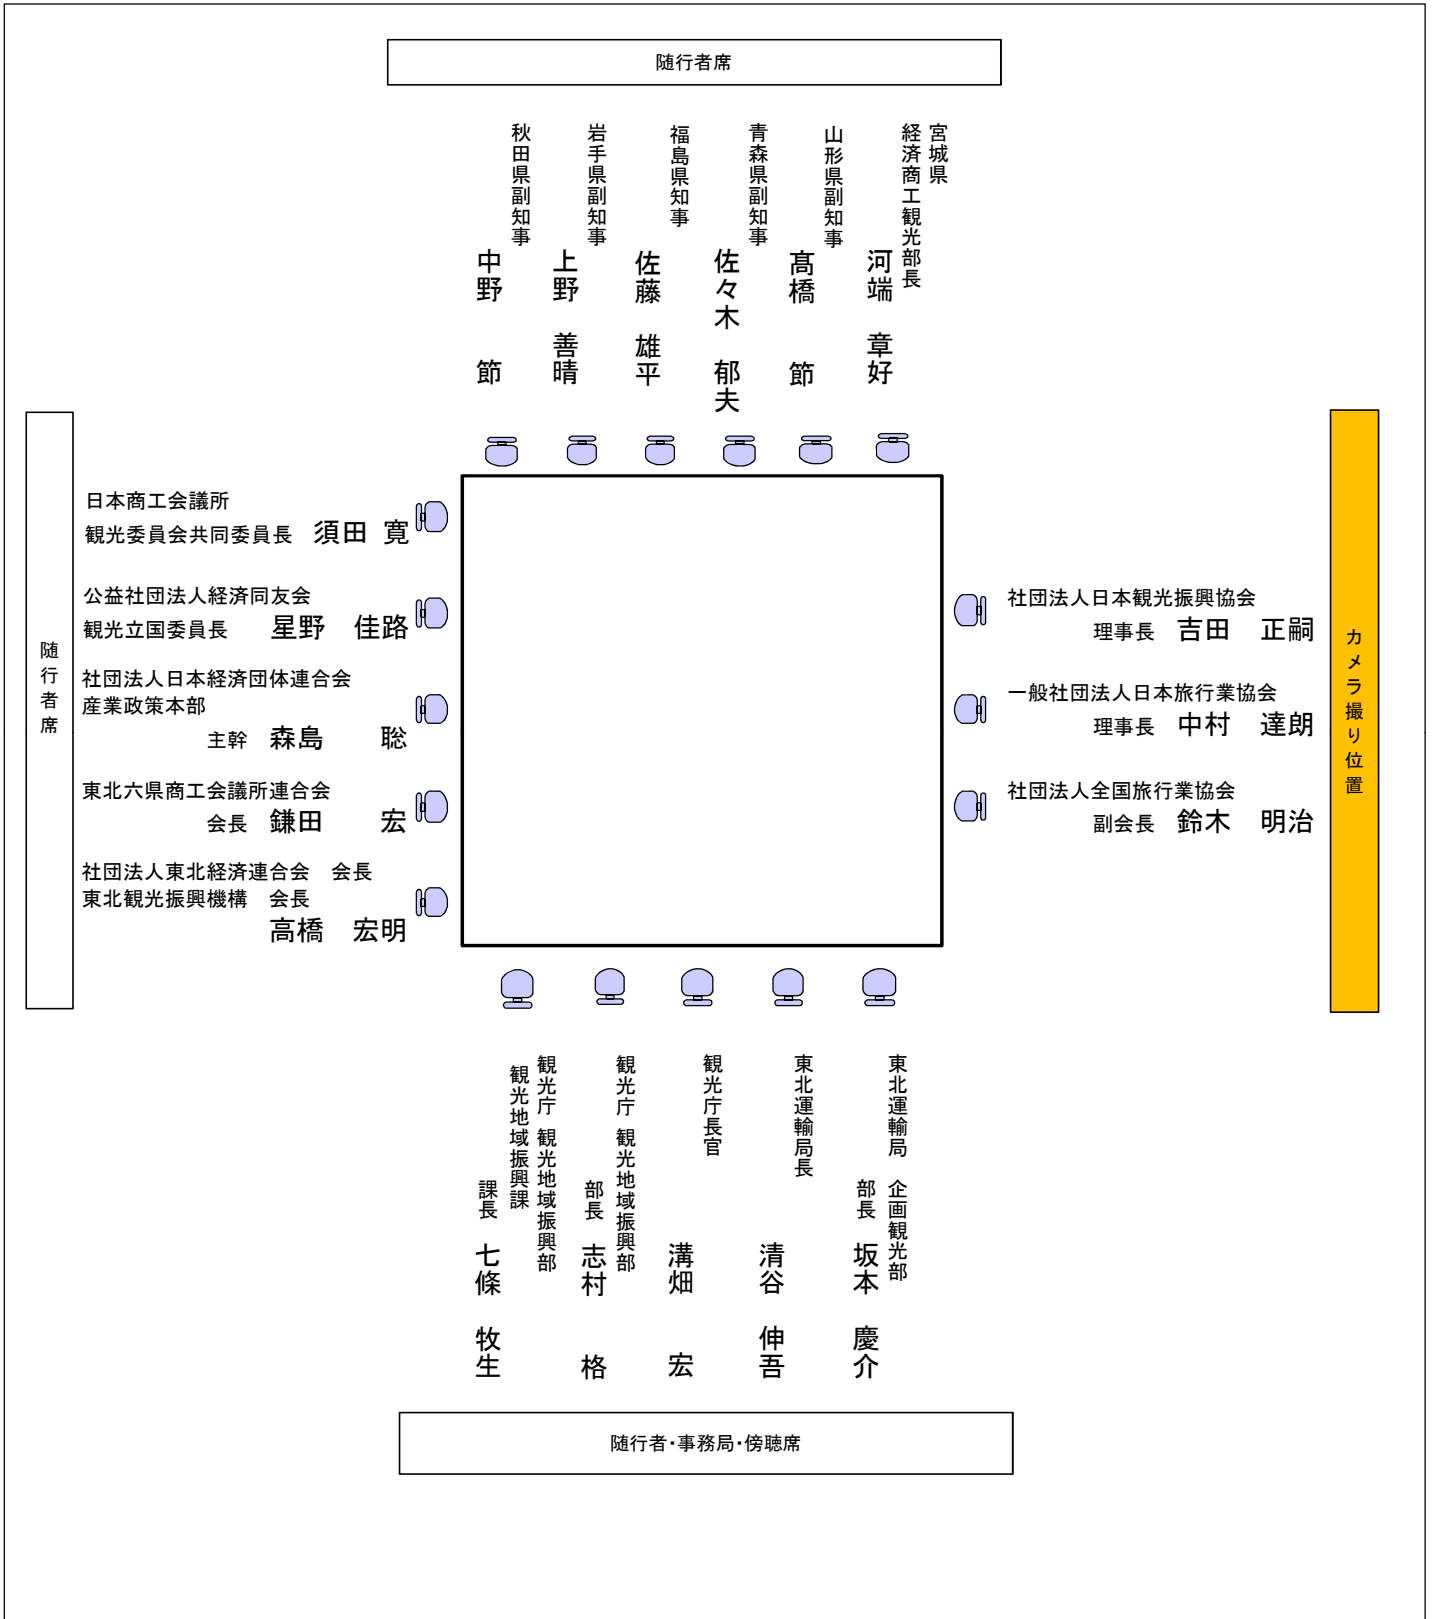 随行者席
秋田県副知事
中野　節
岩手県副知事
上野　善晴
福島県知事
佐藤　雄平
青森県副知事
佐々木　郁夫
山形県副知事
髙橋　節
宮城県
経済商工観光部長
河端　章好
随行者席
日本商工会議所
観光委員会共同委員長　須田　寛
公益社団法人経済同友会
観光立国委員長　星野　佳路
社団法人日本経済団体連合会
産業政策本部
主幹　森島　聡
東北六県商工会議所連合会
会長　鎌田　宏
社団法人東北経済連合会　会長
東北観光振興機構　会長
高橋　宏明
社団法人日本観光振興協会
理事長　吉田　正嗣
一般社団法人日本旅行業協会
理事長　中村　達朗
社団法人全国旅行業協会
副会長　鈴木　明治
カメラ撮り位置
観光庁 観光地域振興部
観光地域振興課
課長　七條　牧生
観光庁 観光地域振興部
部長　志村　格
観光庁長官
溝畑　宏
東北運輸局長
清谷　伸吾
東北運輸局　企画観光部
部長　坂本　慶介
随行者・事務局・傍聴席